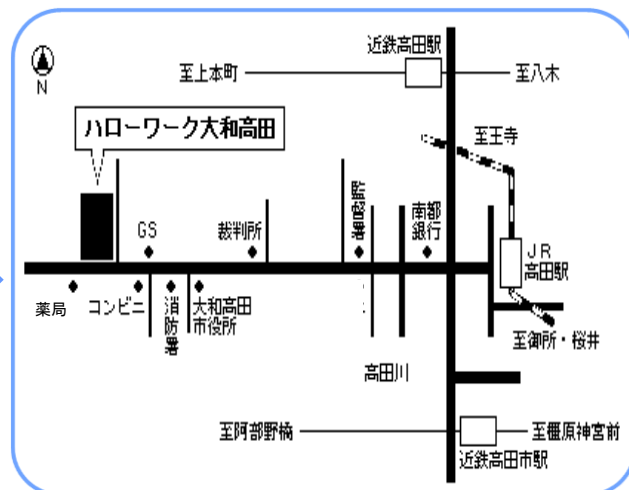 近鉄高田駅
至上本町
至八木
N
ハローワーク大和高田
至王寺
監督署
南都
銀行
GS
裁判所
JR
高田駅
薬局
コンビニ
消防署
大和高田
市役所
至御所・桜井
高田川
至阿部野橋
至橿原神宮前
近鉄高田市駅